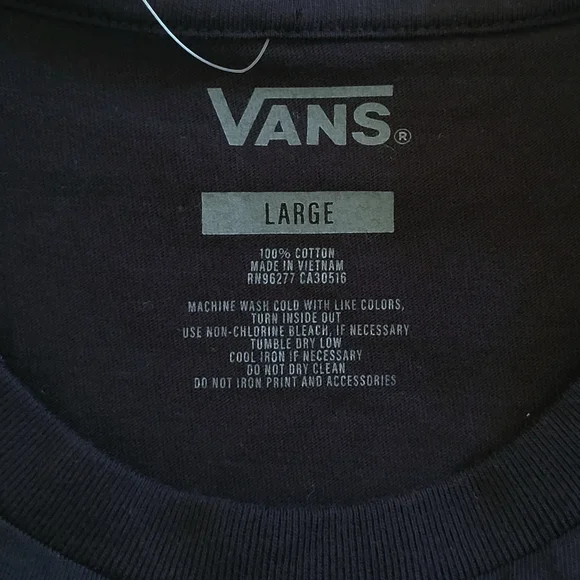 VANS®
LARGE
100% COTTON
MADE IN VIETNAM
RN96277 CA30516
MACHINE WASH COLD WITH LIKE COLORS,
TURN INSIDE OUT
USE NON-CHLORINE BLEACH, IF NECESSARY
TUMBLE DRY LOW
COOL IRON IF NECESSARY
DO NOT DRY CLEAN
DO NOT IRON PRINT AND ACCESSORIES